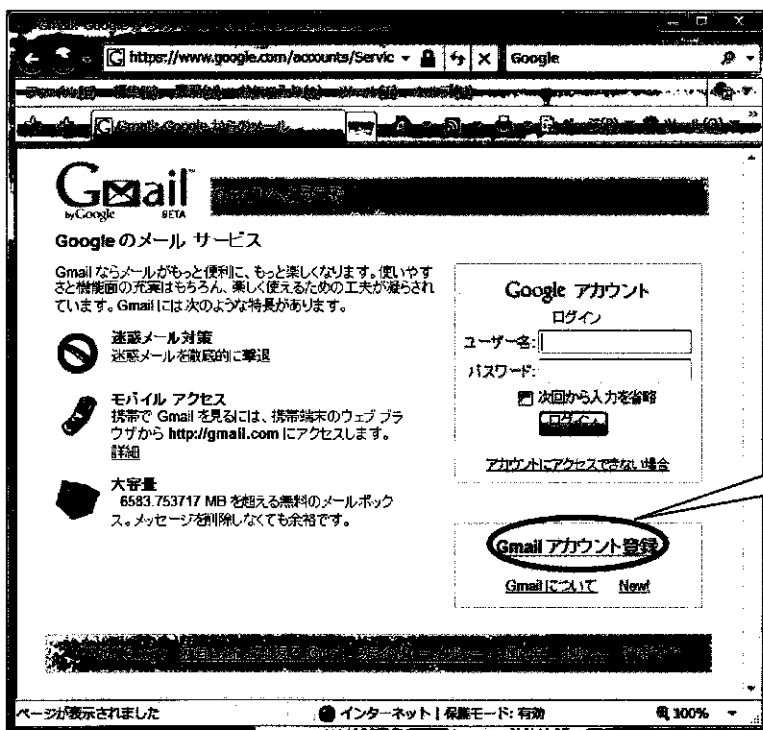 https://www.google.com/accounts/Servic
Google
Gmail
by Google BETA
Googleのメール サービス
Gmail ならメールがもっと便利に、もっと楽しくなります。使いやす
さと機能面の充実はもちろん、楽しく使えるための工夫が凝らされ
ています。Gmail には次のような特長があります。
迷惑メール対策
迷惑メールを徹底的に撃退
モバイル アクセス
携帯で Gmail を見るには、携帯端末のウェブ ブラ
ウザから http://gmail.com にアクセスします。
詳細
大容量
6583.753717 MB を超える無料のメールボック
ス。メッセージを削除しなくても余裕です。
Google アカウント
ログイン
ユーザー名:
パスワード:
次回から入力を省略
ログイン
アカウントにアクセスできない場合
Gmail アカウント登録
Gmail について New!
ページが表示されました
インターネット | 保護モード: 有効
100%